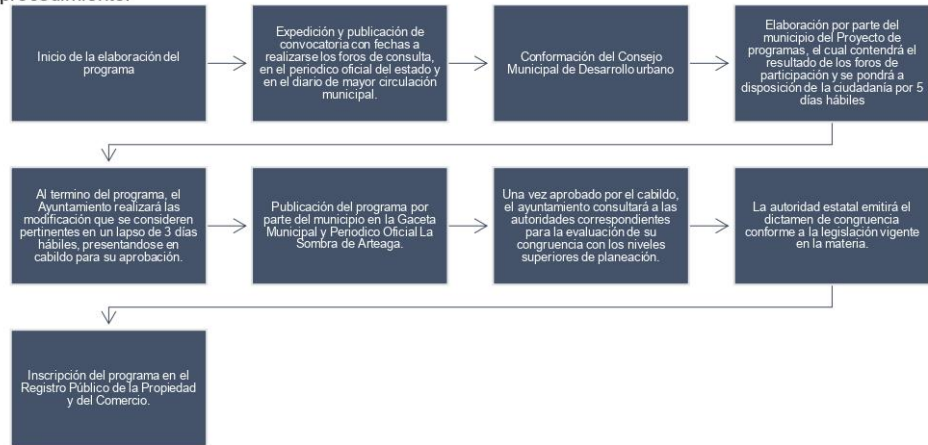 Inicio de la elaboración del
programa
Expedición y publicación de
convocatoria con fechas a
realizarse los foros de consulta,
en el periodico oficial del estado y
en el diario de mayor circulación
municipal.
Conformación del Consejo
Municipal de Desarrollo urbano
Elaboración por parte del
municipio del Proyecto de
programas, el cual contendrá el
resultado de los foros de
participación y se pondrá a
disposición de la ciudadanía por 5
días hábiles
Al termino del programa, el
Ayuntamiento realizará las
modificación que se consideren
pertinentes en un lapso de 3 días
hábiles, presentandose en
cabildo para su aprobación.
Publicación del programa por
parte del municipio en la Gaceta
Municipal y Periodico Oficial La
Sombra de Arteaga.
Una vez aprobado por el cabildo,
el ayuntamiento consultará a las
autoridades correspondientes
para la evaluación de su
congruencia con los niveles
superiores de planeación.
La autoridad estatal emitirá el
dictamen de congruencia
conforme a la legislación vigente
en la materia.
Inscripción del programa en el
Registro Público de la Propiedad
y del Comercio.